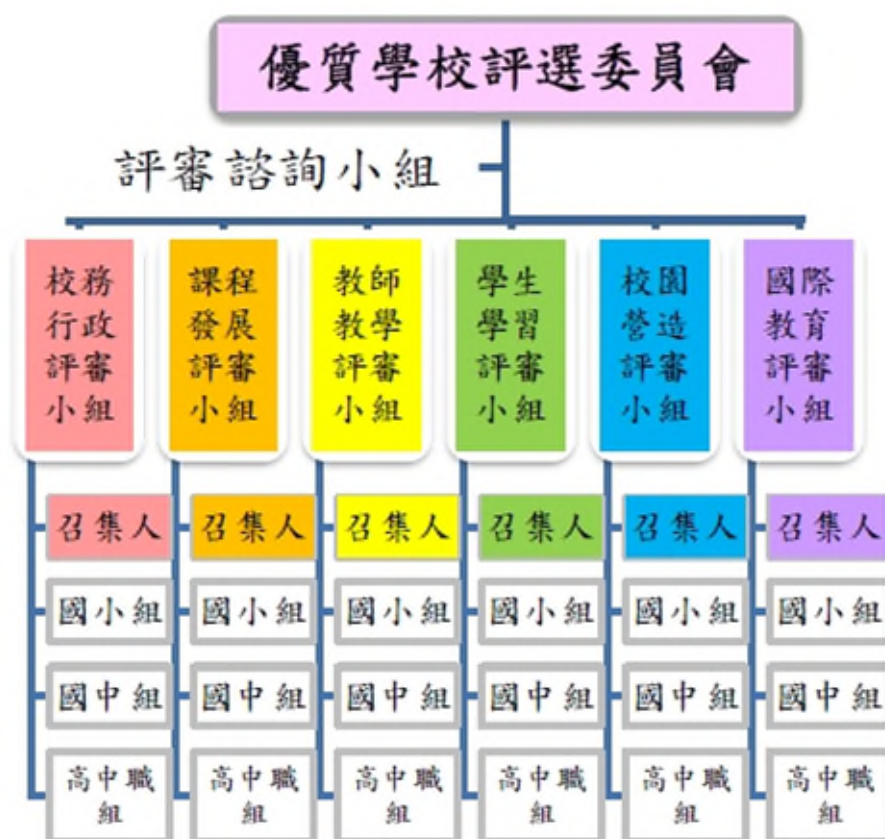 優質學校評選委員會
評審諮詢小組
校務
行政
評審
小組
課程
發展
評審
小組
教師
教學
評審
小組
學生
學習
評審
小組
校園
營造
評審
小組
國際
教育
評審
小組
召集人
召集人
召集人
召集人
召集人
召集人
國小組
國小組
國小組
國小組
國小組
國小組
國中組
國中組
國中組
國中組
國中組
國中組
高中職
組
高中職
組
高中職
組
高中職
組
高中職
組
高中職
組